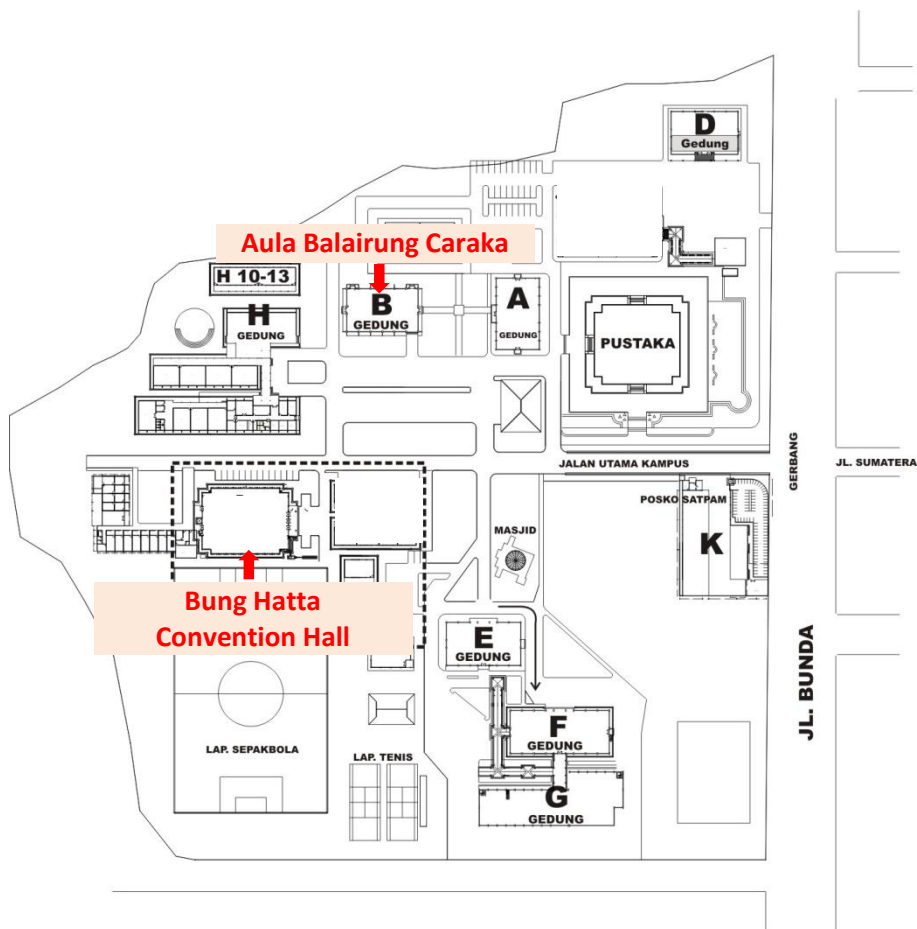 D
Gedung
Aula Balairung Caraka
H 10-13
B
GEDUNG
A
GEDUNG
H
GEDUNG
PUSTAKA
JALAN UTAMA KAMPUS
GERBANG
JL. SUMATERA
POSKO SATPAM
K
MASJID
Bung Hatta
Convention Hall
E
GEDUNG
JL. BUNDA
F
GEDUNG
LAP. SEPAKBOLA
LAP. TENIS
G
GEDUNG